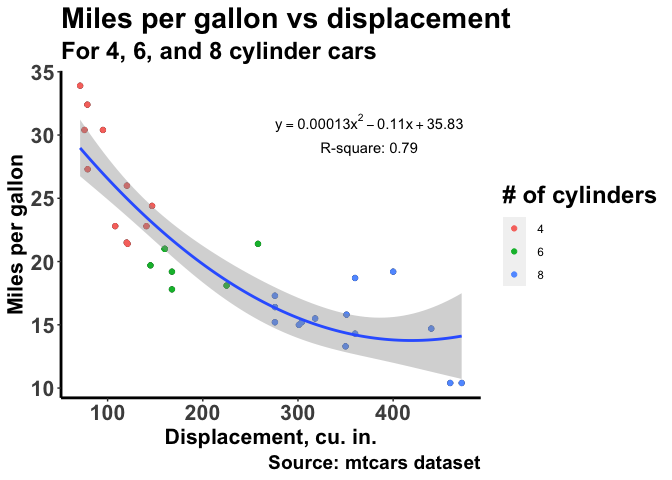 Miles per gallon vs displacement
For 4, 6, and 8 cylinder cars
35
30
25
20
15
10
Miles per gallon
y = 0.00013x² − 0.11x + 35.83
R-square: 0.79
# of cylinders
4
6
8
100 200 300 400
Displacement, cu. in.
Source: mtcars dataset